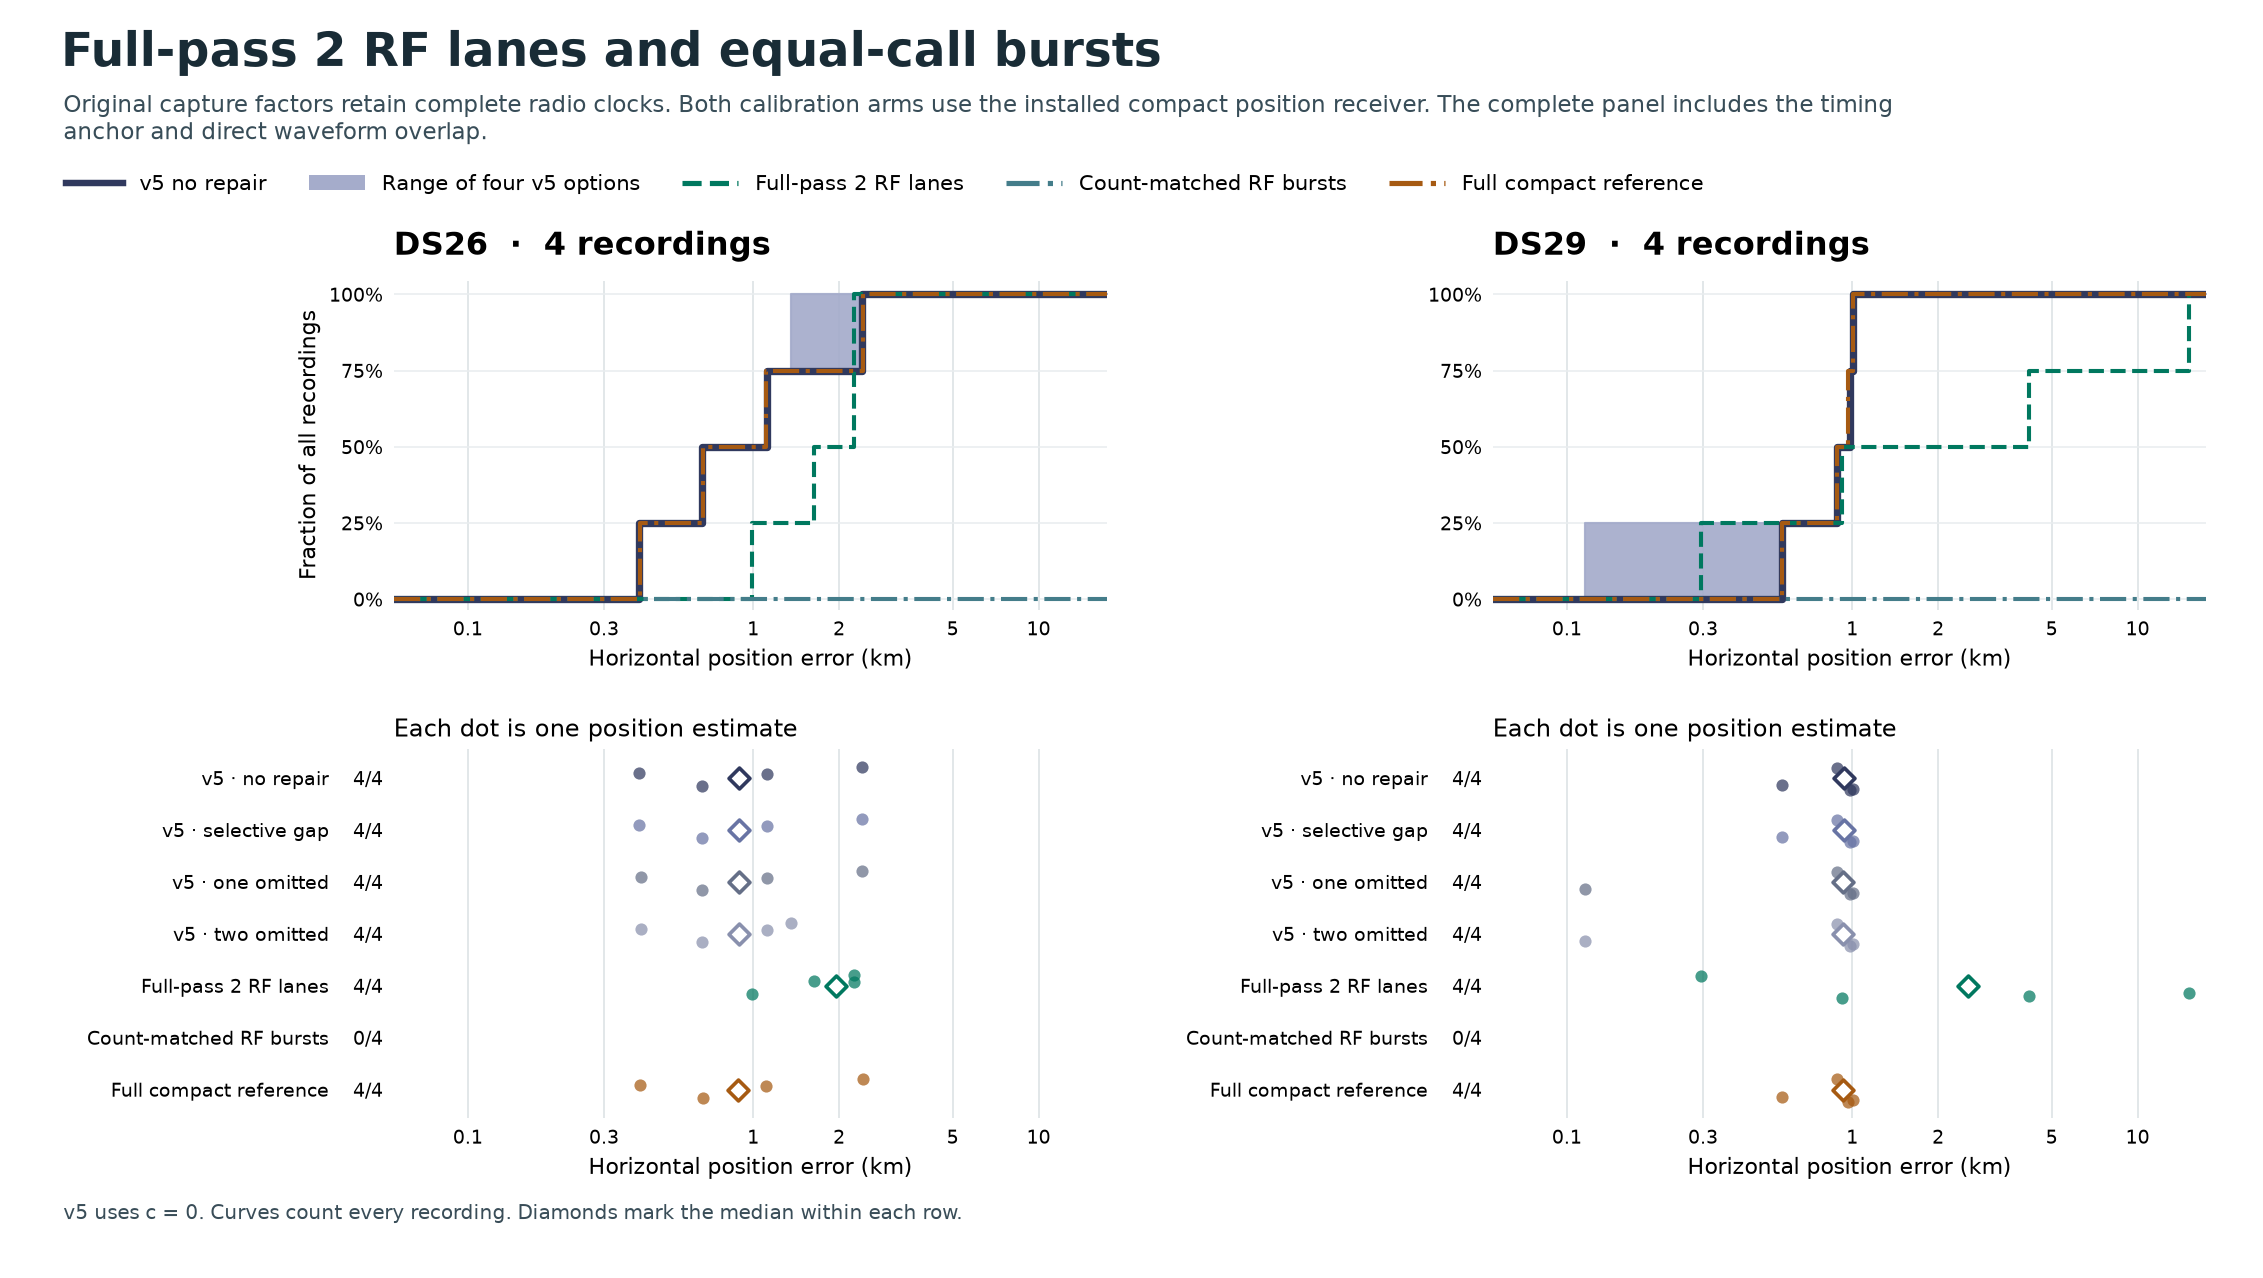 Full-pass 2 RF lanes and equal-call bursts
Original capture factors retain complete radio clocks. Both calibration arms use the installed compact position receiver. The complete panel includes the timing
anchor and direct waveform overlap.
v5 no repair
Range of four v5 options
Full-pass 2 RF lanes
Count-matched RF bursts
Full compact reference
DS26 · 4 recordings
Fraction of all recordings
100%
75%
50%
25%
0%
0.1 0.3 1 2 5 10
Horizontal position error (km)
DS29 · 4 recordings
100%
75%
50%
25%
0%
0.1 0.3 1 2 5 10
Horizontal position error (km)
Each dot is one position estimate
v5 · no repair 4/4
v5 · selective gap 4/4
v5 · one omitted 4/4
v5 · two omitted 4/4
Full-pass 2 RF lanes 4/4
Count-matched RF bursts 0/4
Full compact reference 4/4
0.1 0.3 1 2 5 10
Horizontal position error (km)
Each dot is one position estimate
v5 · no repair 4/4
v5 · selective gap 4/4
v5 · one omitted 4/4
v5 · two omitted 4/4
Full-pass 2 RF lanes 4/4
Count-matched RF bursts 0/4
Full compact reference 4/4
0.1 0.3 1 2 5 10
Horizontal position error (km)
v5 uses c = 0. Curves count every recording. Diamonds mark the median within each row.